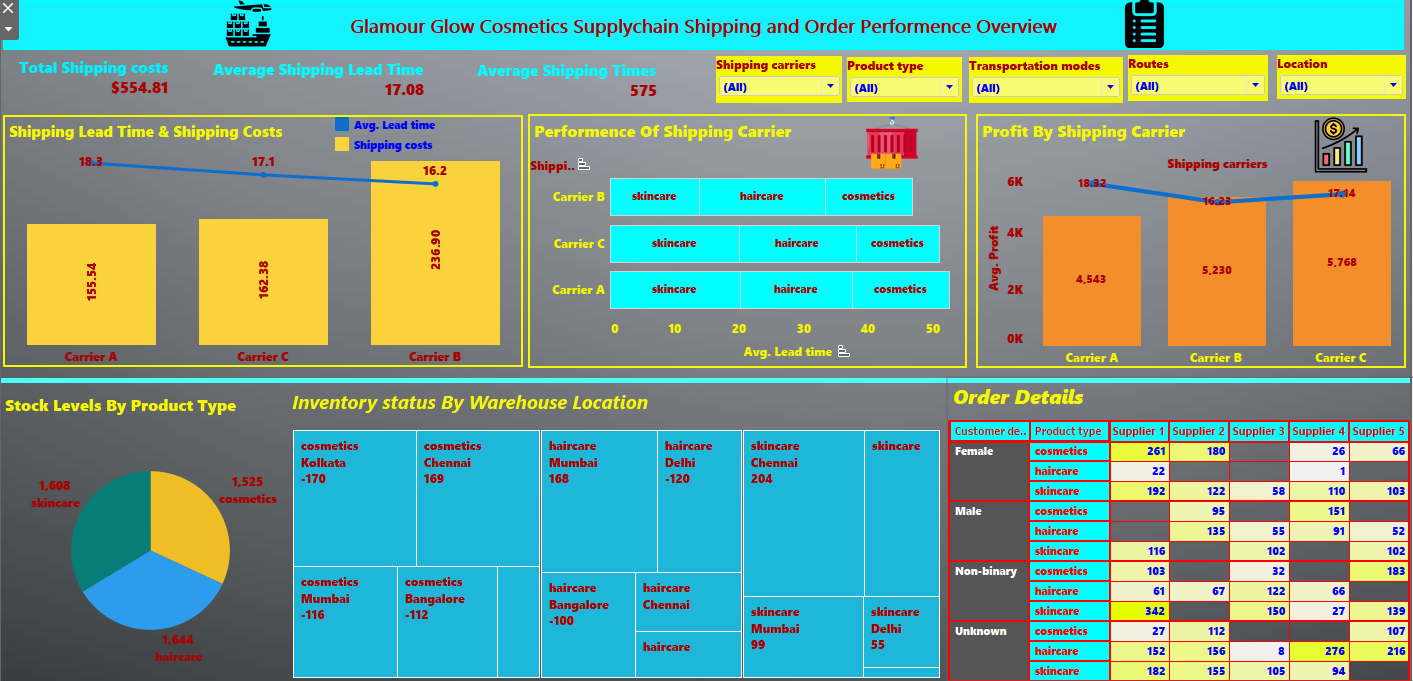 Glamour Glow Cosmetics Supplychain Shipping and Order Performence Overview
Total Shipping costs
$554.81
Average Shipping Lead Time
17.08
Average Shipping Times
575
Shipping carriers
(All)
Product type
(All)
Transportation modes
(All)
Routes
(All)
Location
(All)
Shipping Lead Time & Shipping Costs
Avg. Lead time
Shipping costs
18.3
17.1
16.2
155.54
162.38
236.90
Carrier A
Carrier C
Carrier B
Performence Of Shipping Carrier
Shippi..
Carrier B
skincare
haircare
cosmetics
Carrier C
skincare
haircare
cosmetics
Carrier A
skincare
haircare
cosmetics
0 10 20 30 40 50
Avg. Lead time
Profit By Shipping Carrier
Shipping carriers
Avg. Profit
6K
4K
2K
0K
18.32
16.23
17.14
4,543
5,230
5,768
Carrier A
Carrier B
Carrier C
Stock Levels By Product Type
1,608
skincare
1,525
cosmetics
1,644
haircare
Inventory status By Warehouse Location
cosmetics
Kolkata
-170
cosmetics
Chennai
169
cosmetics
Mumbai
-116
cosmetics
Bangalore
-112
haircare
Mumbai
168
haircare
Delhi
-120
haircare
Bangalore
-100
haircare
Chennai
haircare
skincare
Chennai
204
skincare
skincare
Mumbai
99
skincare
Delhi
55
Order Details
Customer de.. Product type Supplier 1 Supplier 2 Supplier 3 Supplier 4 Supplier 5
Female cosmetics 261 180 26 66
haircare 22 1
skincare 192 122 58 110 103
Male cosmetics 95 151
haircare 135 55 91 52
skincare 116 102 102
Non-binary cosmetics 103 32 183
haircare 61 67 122 66
skincare 342 150 27 139
Unknown cosmetics 27 112 107
haircare 152 156 8 276 216
skincare 182 155 105 94